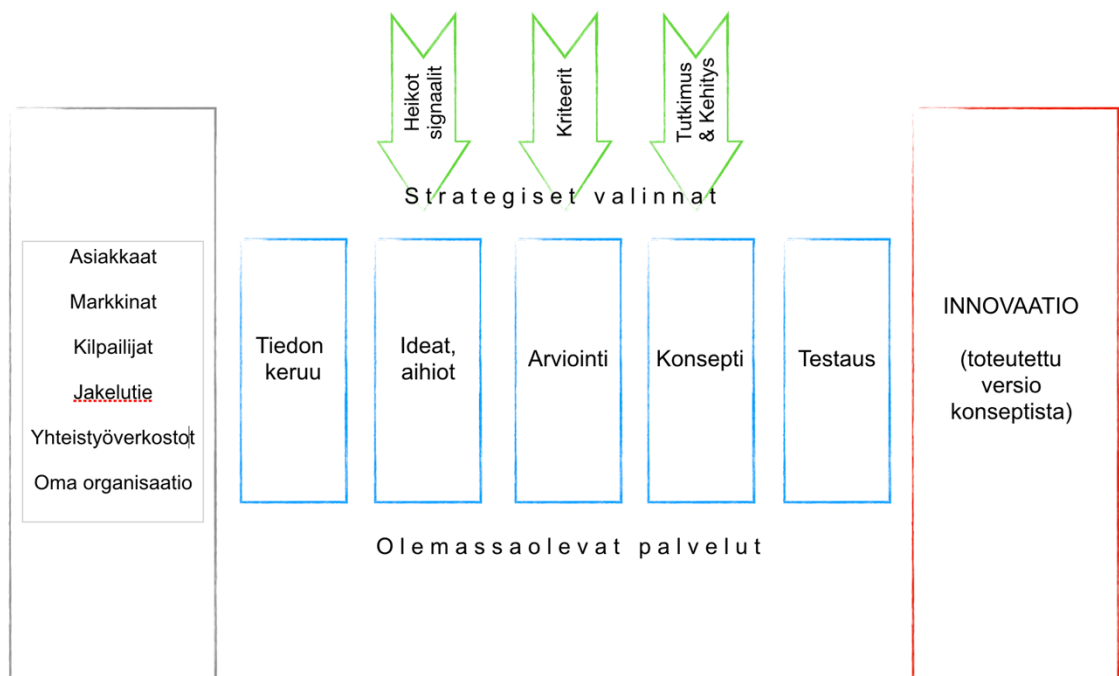 Heikot
signaalit
Kriteerit
Tutkimus
& Kehitys
Strategiset valinnat
Asiakkaat
Markkinat
Kilpailijat
Jakelutie
Yhteistyöverkostot
Oma organisaatio
Tiedon
keruu
Ideat,
aihiot
Arviointi
Konsepti
Testaus
INNOVAATIO
(toteutettu
versio
konseptista)
Olemassaolevat palvelut